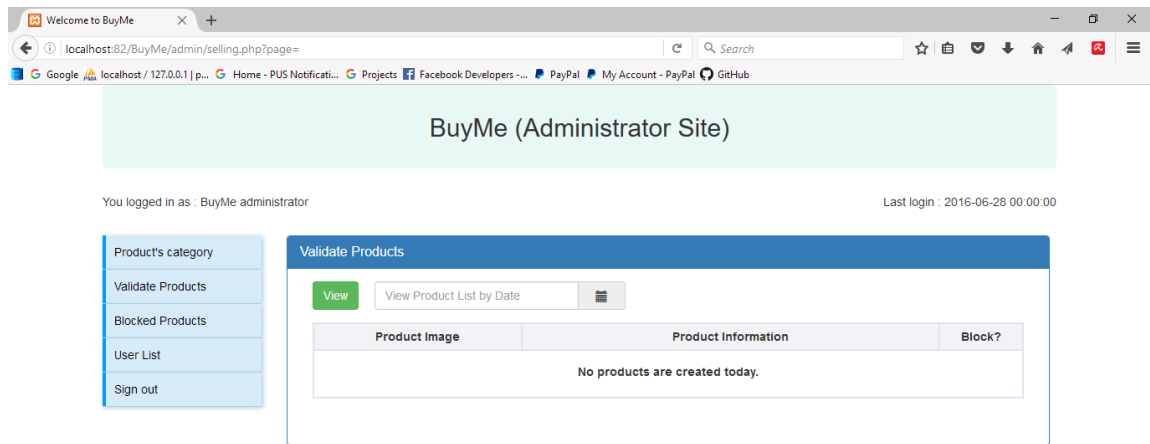 Welcome to BuyMe
localhost:82/BuyMe/admin/selling.php?page=
Search
Google
PMA
localhost / 127.0.0.1 | p...
Home - PUS Notificati...
Projects
Facebook Developers -...
PayPal
My Account - PayPal
GitHub
BuyMe (Administrator Site)
You logged in as : BuyMe administrator
Last login : 2016-06-28 00:00:00
Product's category
Validate Products
Blocked Products
User List
Sign out
Validate Products
View
View Product List by Date
Product Image Product Information Block?
No products are created today.